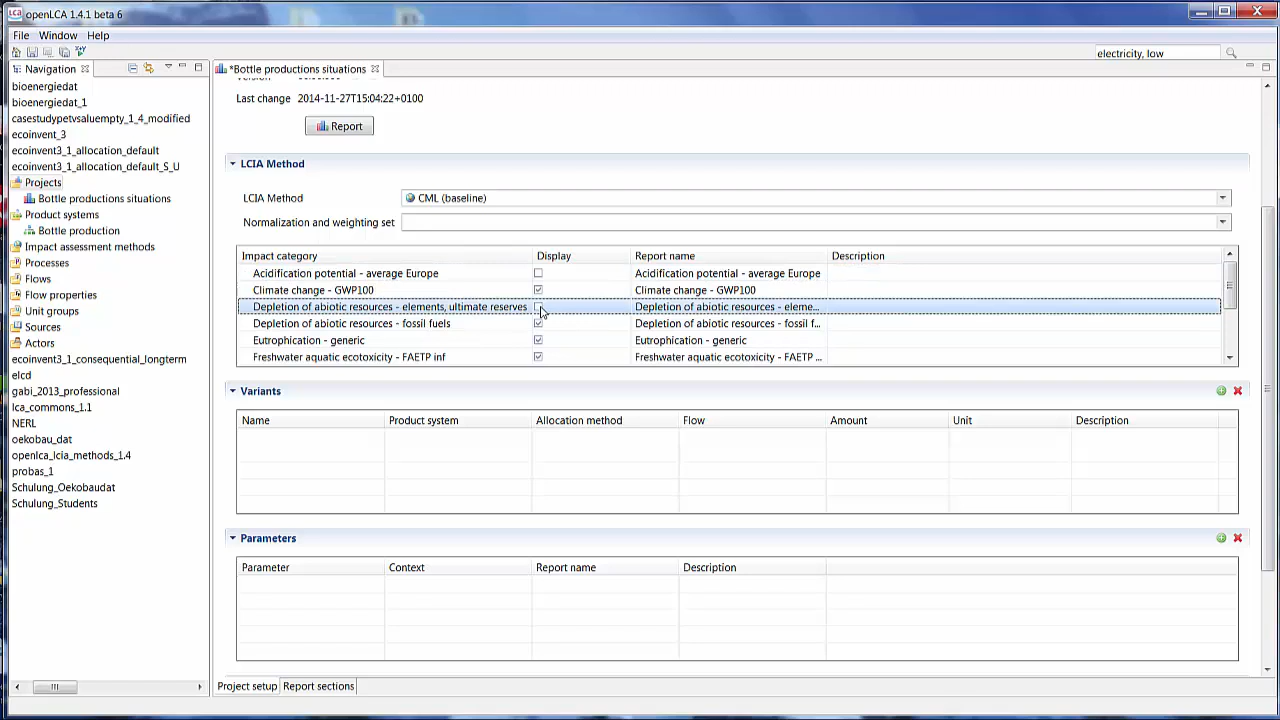 openLCA 1.4.1 beta 6
File Window Help
electricity, low
Navigation
*Bottle productions situations
bioenergiedat
bioenergiedat_1
casestudypetvsaluempty_1_4_modified
ecoinvent_3
ecoinvent3_1_allocation_default
ecoinvent3_1_allocation_default_S_U
Projects
Bottle productions situations
Product systems
Bottle production
Impact assessment methods
Processes
Flows
Flow properties
Unit groups
Sources
Actors
ecoinvent3_1_consequential_longterm
elcd
gabi_2013_professional
lca_commons_1.1
NERL
oekobau_dat
openlca_lcia_methods_1.4
probas_1
Schulung_Oekobaudat
Schulung_Students
Last change 2014-11-27T15:04:22+0100
Report
LCIA Method
LCIA Method CML (baseline)
Normalization and weighting set
Impact category Display Report name Description
Acidification potential - average Europe Acidification potential - average Europe
Climate change - GWP100 Climate change - GWP100
Depletion of abiotic resources - elements, ultimate reserves Depletion of abiotic resources - eleme...
Depletion of abiotic resources - fossil fuels Depletion of abiotic resources - fossil f...
Eutrophication - generic Eutrophication - generic
Freshwater aquatic ecotoxicity - FAETP inf Freshwater aquatic ecotoxicity - FAETP ...
Variants
Name Product system Allocation method Flow Amount Unit Description
Parameters
Parameter Context Report name Description
Project setup Report sections